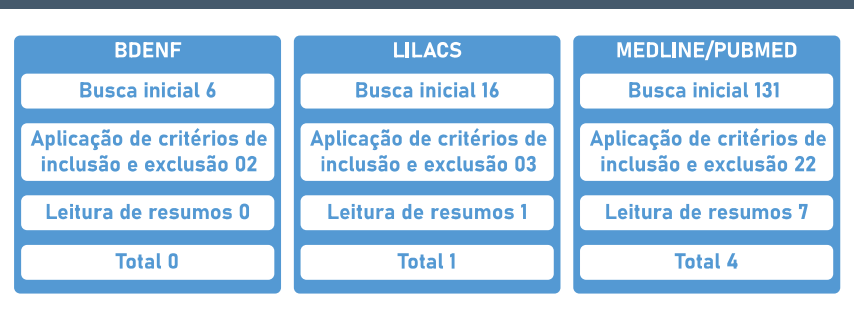 BDENF
Busca inicial 6
Aplicação de critérios de
inclusão e exclusão 02
Leitura de resumos 0
Total 0
LILACS
Busca inicial 16
Aplicação de critérios de
inclusão e exclusão 03
Leitura de resumos 1
Total 1
MEDLINE/PUBMED
Busca inicial 131
Aplicação de critérios de
inclusão e exclusão 22
Leitura de resumos 7
Total 4